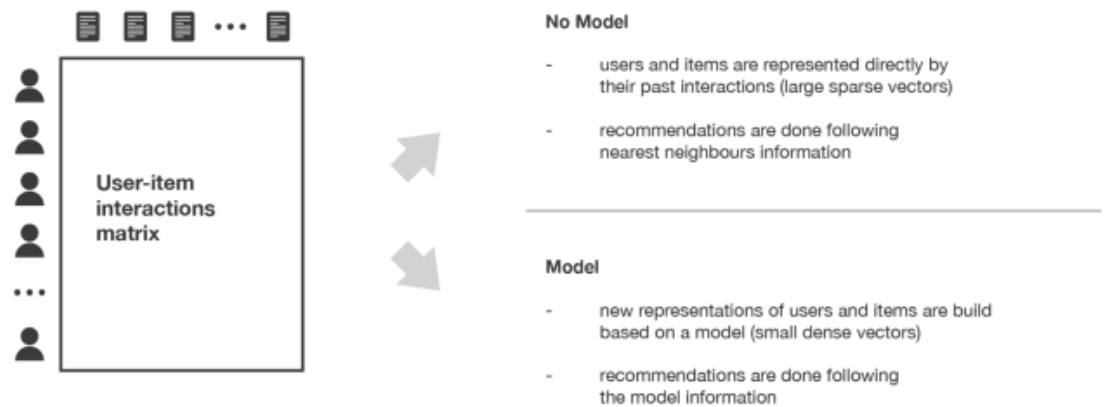 User-item
interactions
matrix
No Model
- users and items are represented directly by
their past interactions (large sparse vectors)
- recommendations are done following
nearest neighbours information
Model
- new representations of users and items are build
based on a model (small dense vectors)
- recommendations are done following
the model information